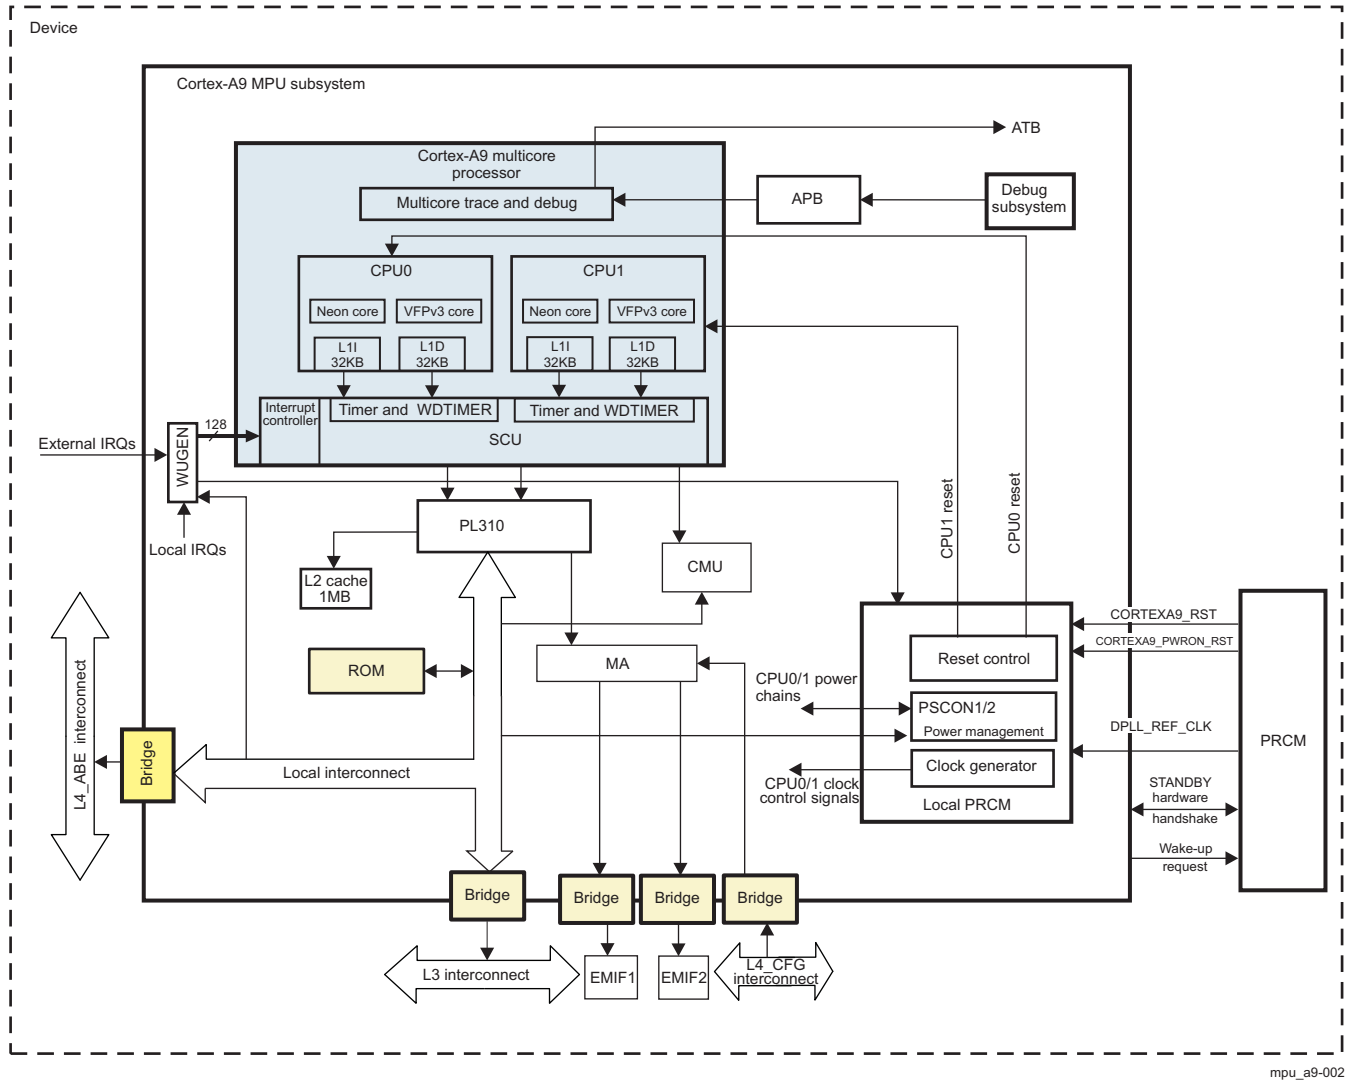 Device
Cortex-A9 MPU subsystem
ATB
Cortex-A9 multicore
processor
Multicore trace and debug
APB
Debug
subsystem
CPU0
CPU1
Neon core
VFPv3 core
Neon core
VFPv3 core
L1I
32KB
L1D
32KB
L1I
32KB
L1D
32KB
Interrupt
controller
Timer and WDTIMER
Timer and WDTIMER
SCU
128
External IRQs
WUGEN
Local IRQs
PL310
L2 cache
1MB
CMU
CPU1 reset
CPU0 reset
ROM
MA
CPU0/1 power
chains
Reset control
PSCON1/2
Power management
Clock generator
CPU0/1 clock
control signals
Local PRCM
CORTEXA9_RST
CORTEXA9_PWRON_RST
DPLL_REF_CLK
STANDBY
hardware
handshake
Wake-up
request
PRCM
L4_ABE interconnect
Bridge
Local interconnect
Bridge
Bridge
Bridge
Bridge
L3 interconnect
EMIF1
EMIF2
L4_CFG
interconnect
mpu_a9-002